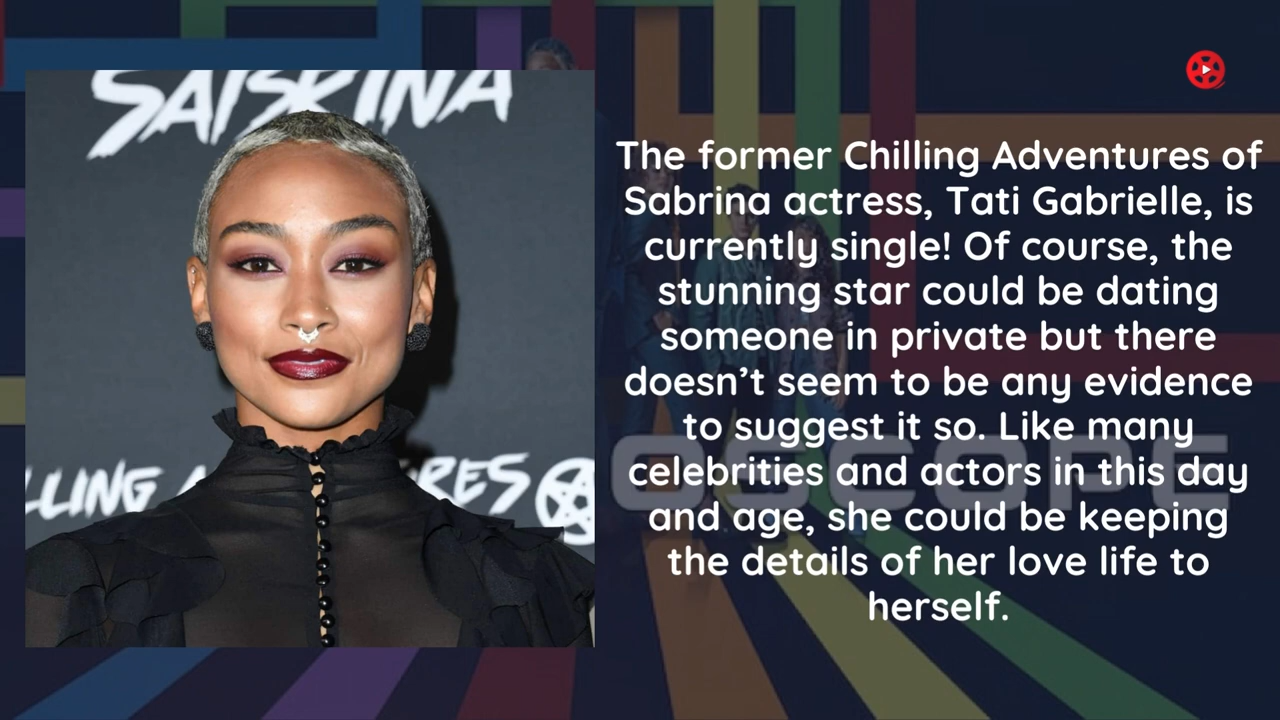 SABRINA
The former Chilling Adventures of
Sabrina actress, Tati Gabrielle, is
currently single! Of course, the
stunning star could be dating
someone in private but there
doesn’t seem to be any evidence
to suggest it so. Like many
celebrities and actors in this day
and age, she could be keeping
the details of her love life to
herself.
LLING A URES
OSCOPE